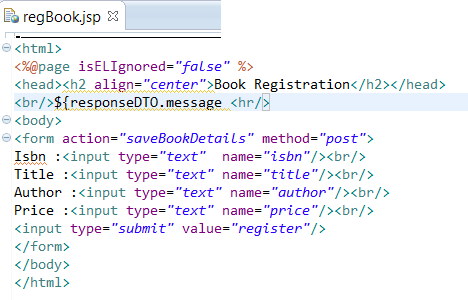 regBook.jsp
<html>
<%@page isELIgnored="false" %>
<head><h2 align="center">Book Registration</h2></head>
<br/>${responseDTO.message <hr/>
<body>
<form action="saveBookDetails" method="post">
Isbn :<input type="text"  name="isbn"/><br/>
Title :<input type="text" name="title"/><br/>
Author :<input type="text" name="author"/><br/>
Price :<input type="text" name="price"/><br/>
<input type="submit" value="register"/>
</form>
</body>
</html>